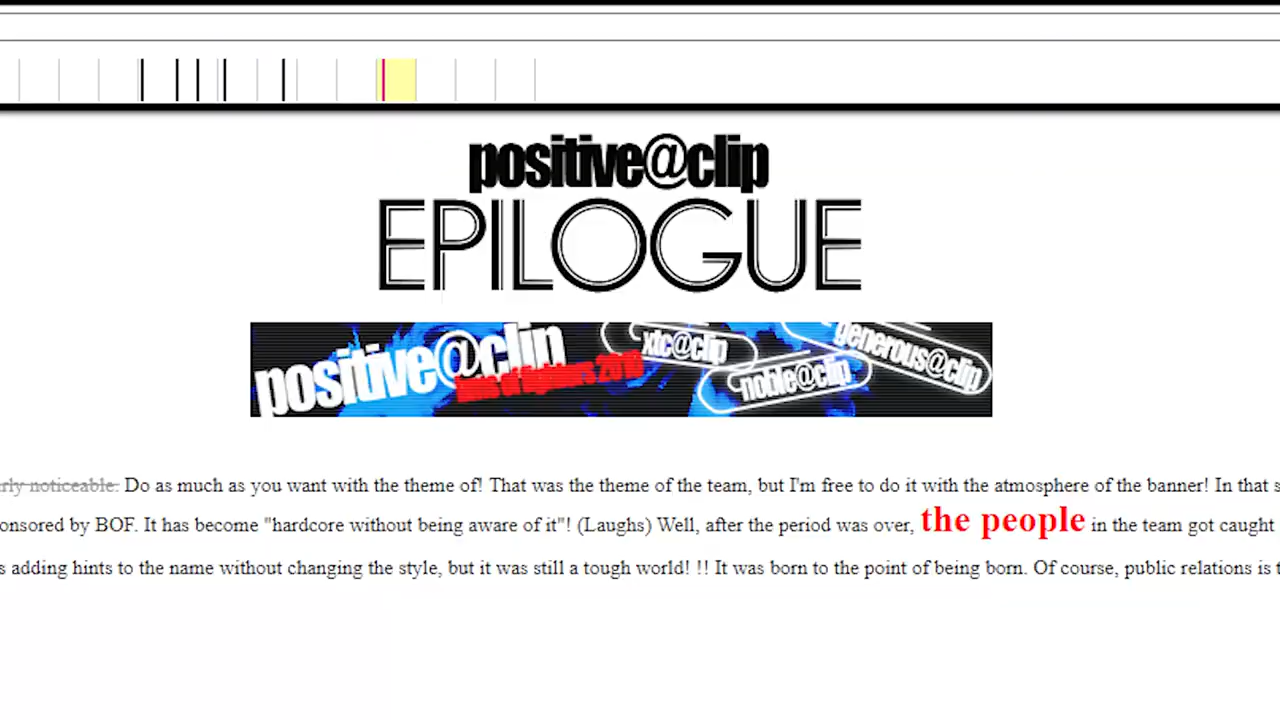 positive@clip
EPILOGUE
positive@clip
xtc@clip
generous@clip
noble@clip
noticeable. Do as much as you want with the theme of! That was the theme of the team, but I'm free to do it with the atmosphere of the banner! In that
by BOF. It has become "hardcore without being aware of it"! (Laughs) Well, after the period was over, the people in the team got caught
adding hints to the name without changing the style, but it was still a tough world! !! It was born to the point of being born. Of course, public relations is